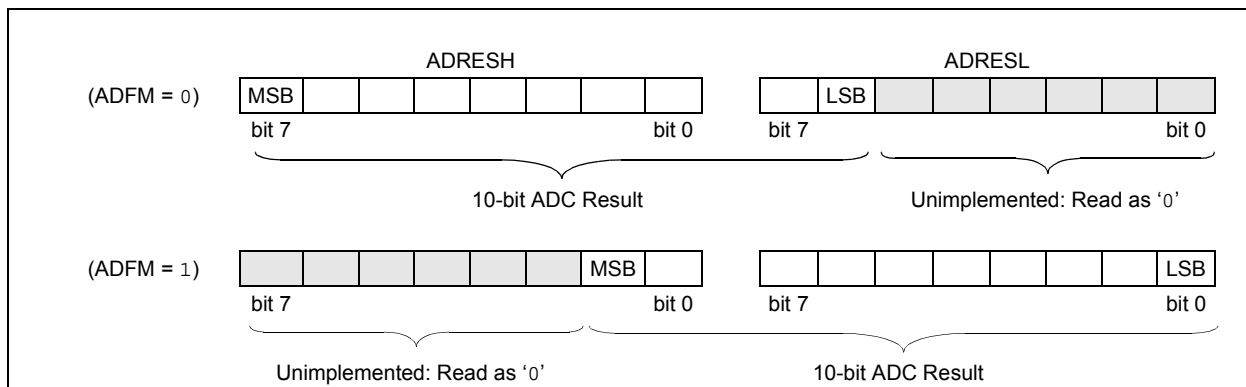 ADRESH ADRESL
(ADFM = 0) MSB LSB
bit 7 bit 0 bit 7 bit 0
10-bit ADC Result Unimplemented: Read as ‘0’
(ADFM = 1) MSB LSB
bit 7 bit 0 bit 7 bit 0
Unimplemented: Read as ‘0’ 10-bit ADC Result